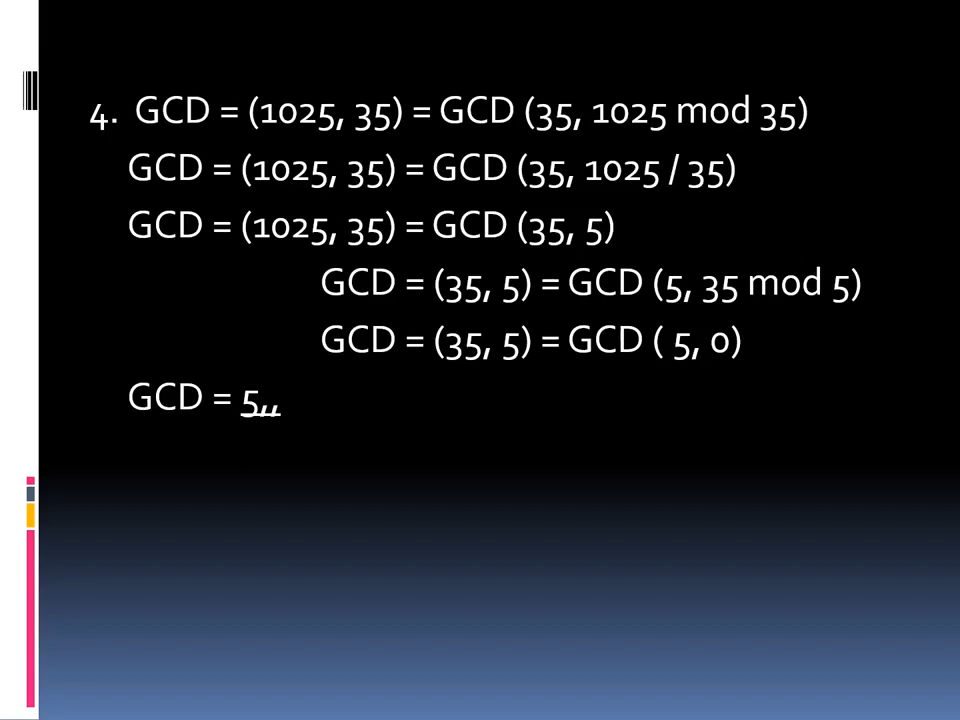 4. GCD = (1025, 35) = GCD (35, 1025 mod 35)
GCD = (1025, 35) = GCD (35, 1025 / 35)
GCD = (1025, 35) = GCD (35, 5)
GCD = (35, 5) = GCD (5, 35 mod 5)
GCD = (35, 5) = GCD ( 5, 0)
GCD = 5,,